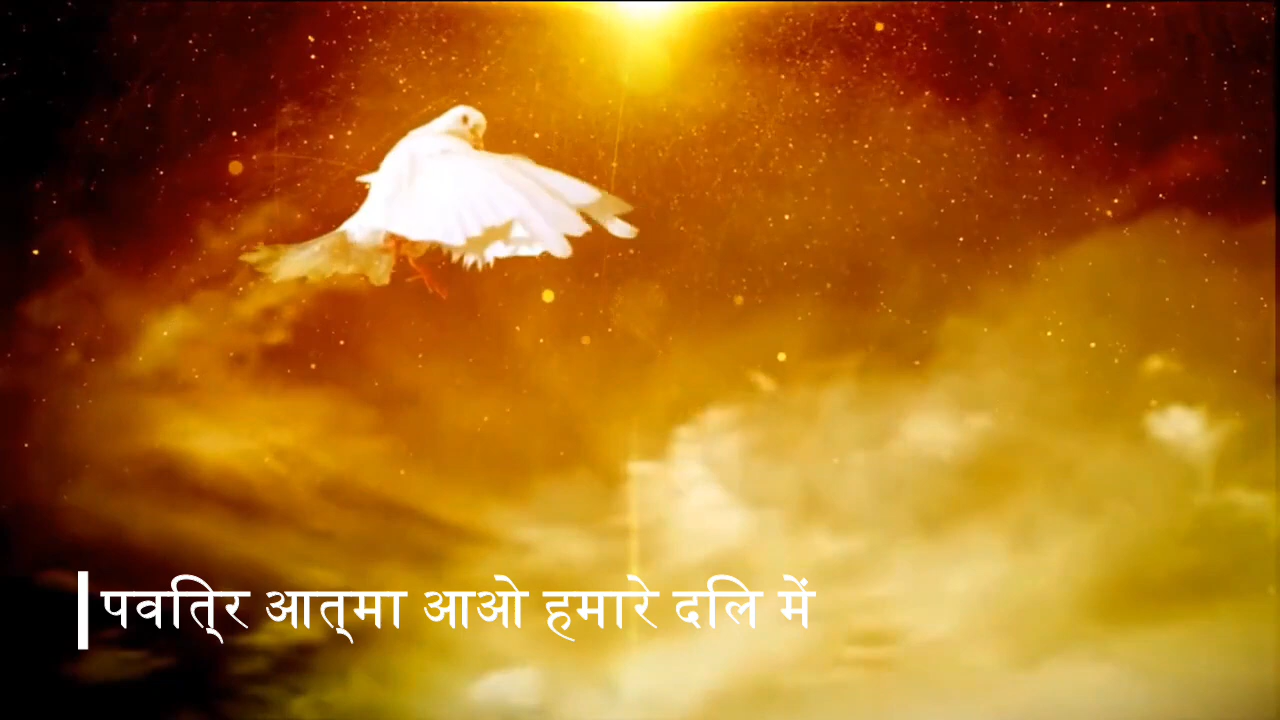 पवित्र आत्मा आओ हमारे दिल में